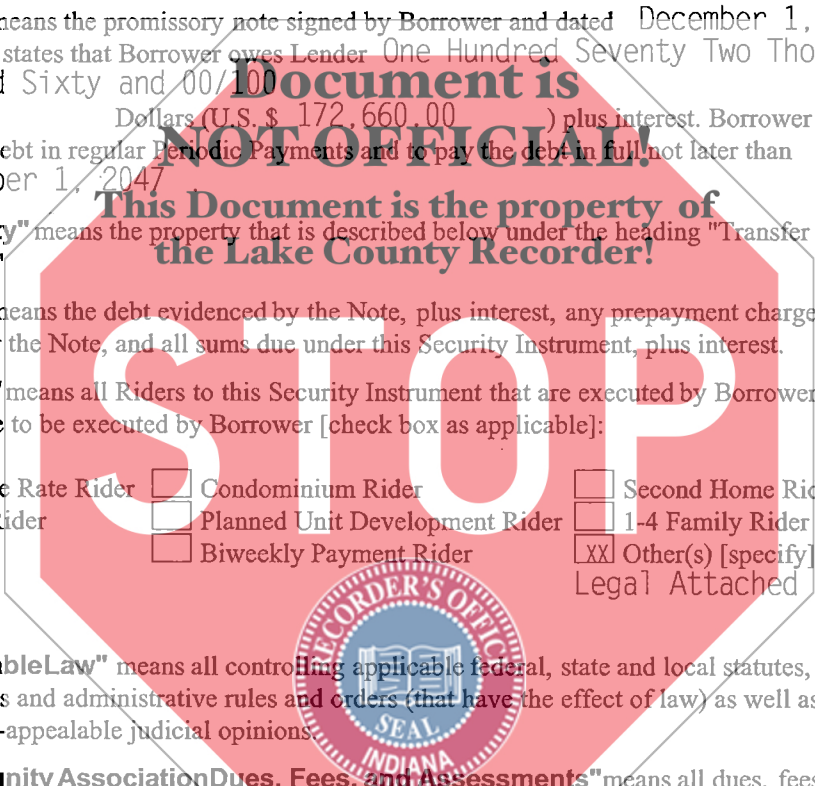 means the promissory note signed by Borrower and dated December 1,
states that Borrower owes Lender One Hundred Seventy Two Tho
d Sixty and 00/100
Document is
Dollars (U.S. $ 172,660.00 ) plus interest. Borrower
NOT OFFICIAL!
ebt in regular Periodic Payments and to pay the debt in full not later than
ber 1, 2047 .
This Document is the property of
y" means the property that is described below under the heading "Transfer
the Lake County Recorder!
means the debt evidenced by the Note, plus interest, any prepayment charge
the Note, and all sums due under this Security Instrument, plus interest.
STOP
means all Riders to this Security Instrument that are executed by Borrower
e to be executed by Borrower [check box as applicable]:
e Rate Rider Condominium Rider Second Home Rid
ider Planned Unit Development Rider 1-4 Family Rider
Biweekly Payment Rider XX Other(s) [specify]
Legal Attached
RECORDER'S OFFICE
bleLaw" means all controlling applicable federal, state and local statutes,
s and administrative rules and orders (that have the effect of law) as well as
-appealable judicial opinions.
SEAL
INDIANA
nity AssociationDues, Fees, and Assessments" means all dues, fees